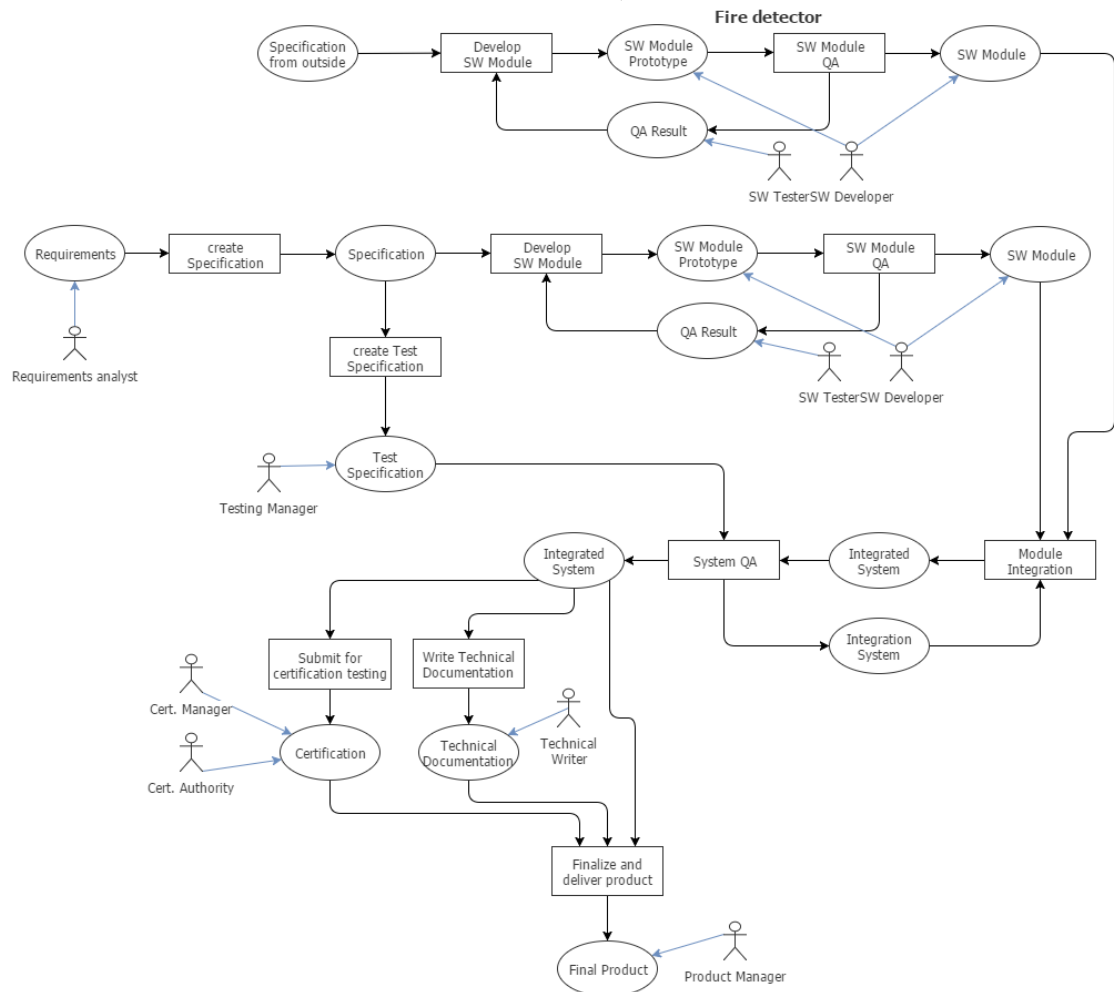 Fire detector
Specification
from outside
Develop
SW Module
SW Module
Prototype
SW Module
QA
SW Module
QA Result
SW Tester
SW Developer
Requirements
create
Specification
Specification
Develop
SW Module
SW Module
Prototype
SW Module
QA
SW Module
QA Result
create Test
Specification
Requirements analyst
SW Tester
SW Developer
Test
Specification
Testing Manager
Integrated
System
System QA
Integrated
System
Module
Integration
Integration
System
Submit for
certification testing
Write Technical
Documentation
Cert. Manager
Certification
Technical
Documentation
Technical
Writer
Cert. Authority
Finalize and
deliver product
Final Product
Product Manager